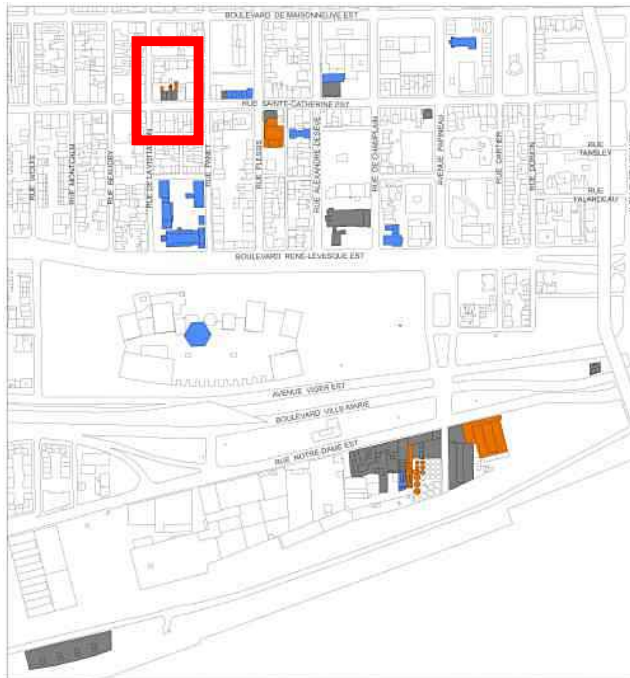 BOULEVARD DE MAISONNEUVE EST
RUE SAINTE-CATHERINE EST
RUE WOLFE
RUE MONTCALM
RUE BEAUDRY
RUE DE LA VISITATION
RUE PANET
RUE PLESSIS
RUE ALEXANDRE-DESÈVE
RUE DE CHAMPLAIN
AVENUE PAPINEAU
RUE CARTIER
RUE DORION
RUE
TANSLEY
RUE
FALARDEAU
BOULEVARD RENÉ-LÉVESQUE EST
AVENUE VIGER EST
BOULEVARD VILLE-MARIE
RUE NOTRE-DAME EST